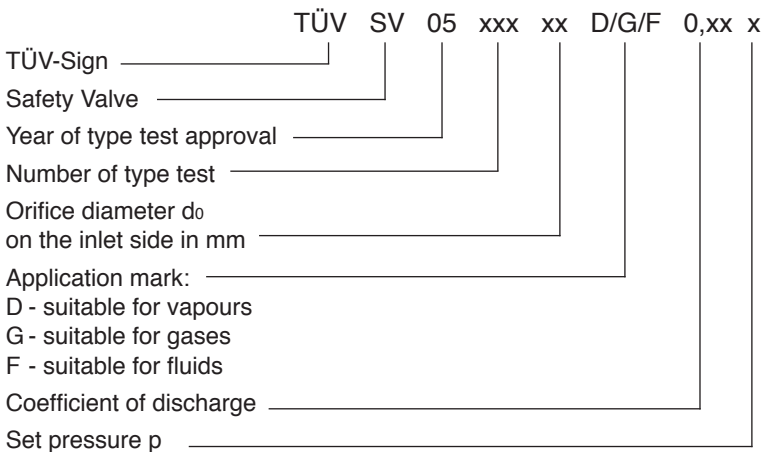 TÜV SV 05 xxx xx D/G/F 0,xx x
TÜV-Sign
Safety Valve
Year of type test approval
Number of type test
Orifice diameter d₀
on the inlet side in mm
Application mark:
D - suitable for vapours
G - suitable for gases
F - suitable for fluids
Coefficient of discharge
Set pressure p